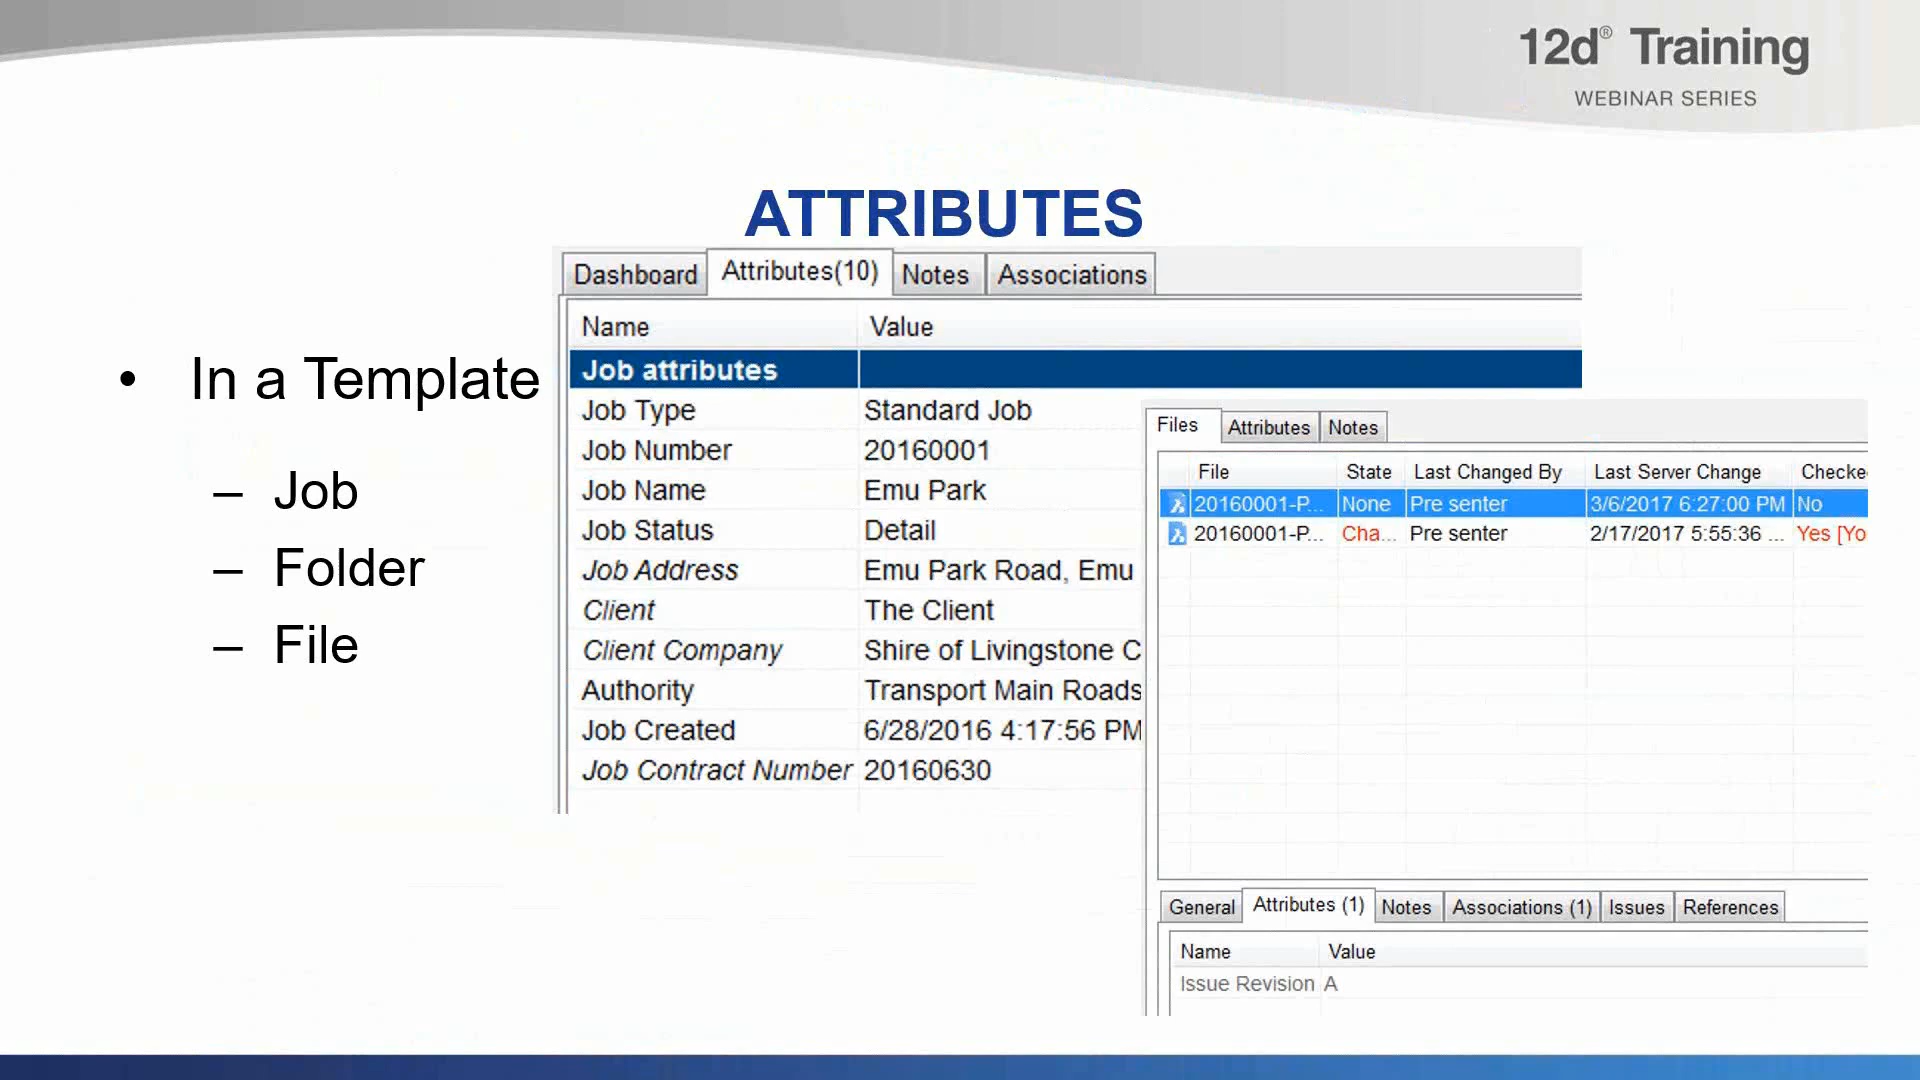 12d® Training
WEBINAR SERIES
ATTRIBUTES
• In a Template
– Job
– Folder
– File
Dashboard Attributes(10) Notes Associations
Name Value
Job attributes
Job Type Standard Job
Job Number 20160001
Job Name Emu Park
Job Status Detail
Job Address Emu Park Road, Emu
Client The Client
Client Company Shire of Livingstone C
Authority Transport Main Roads
Job Created 6/28/2016 4:17:56 PM
Job Contract Number 20160630
Files Attributes Notes
File State Last Changed By Last Server Change Checke
20160001-P... None Pre senter 3/6/2017 6:27:00 PM No
20160001-P... Cha... Pre senter 2/17/2017 5:55:36 ... Yes [Yo
General Attributes (1) Notes Associations (1) Issues References
Name Value
Issue Revision A